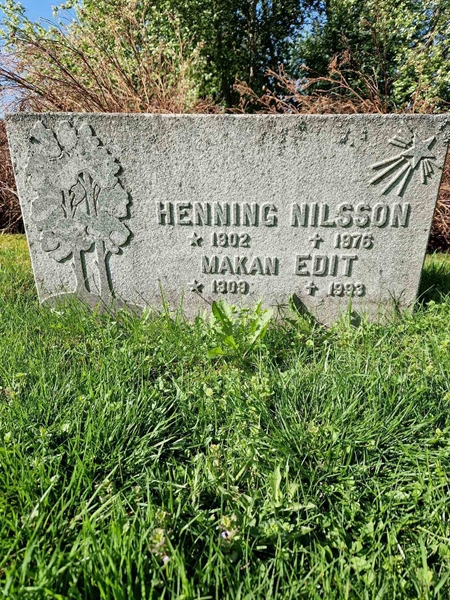 HENNING NILSSON
★ 1902 ✝ 1976
MAKAN EDIT
★ 1909 ✝ 1993